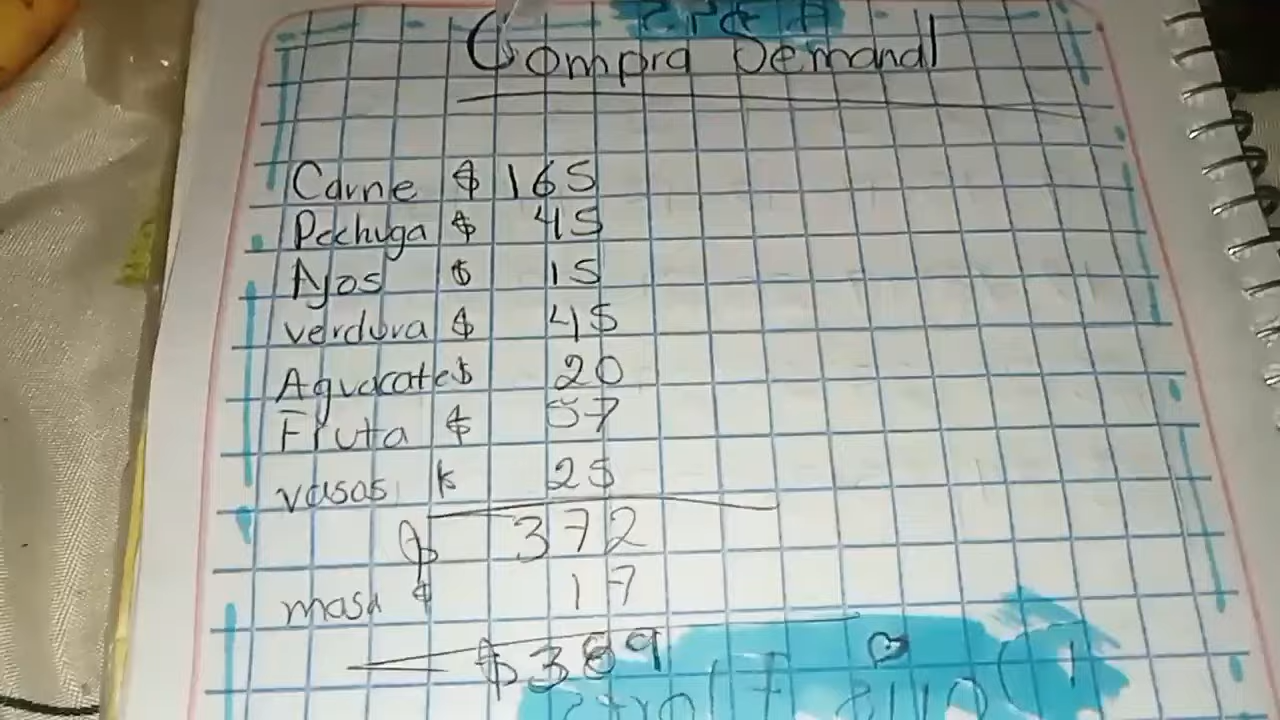 Compra Semanal
Carne $ 165
Pechuga $ 45
Ajos $ 15
verdura $ 45
Aguacate $ 20
Fruta $ 57
vasos 25
$ 372
masa $ 17
$ 389